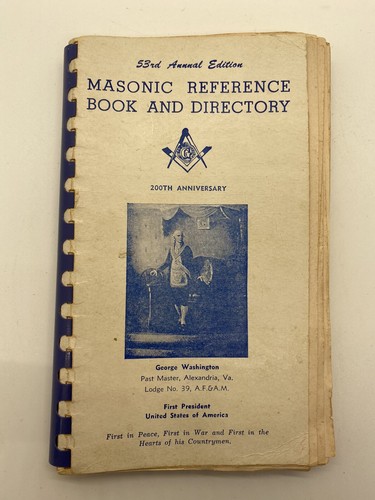 53rd Annual Edition
MASONIC REFERENCE
BOOK AND DIRECTORY
G
200TH ANNIVERSARY
George Washington
Past Master, Alexandria, Va.
Lodge No. 39, A.F.&A.M.
First President
United States of America
First in Peace, First in War and First in the
Hearts of his Countrymen.